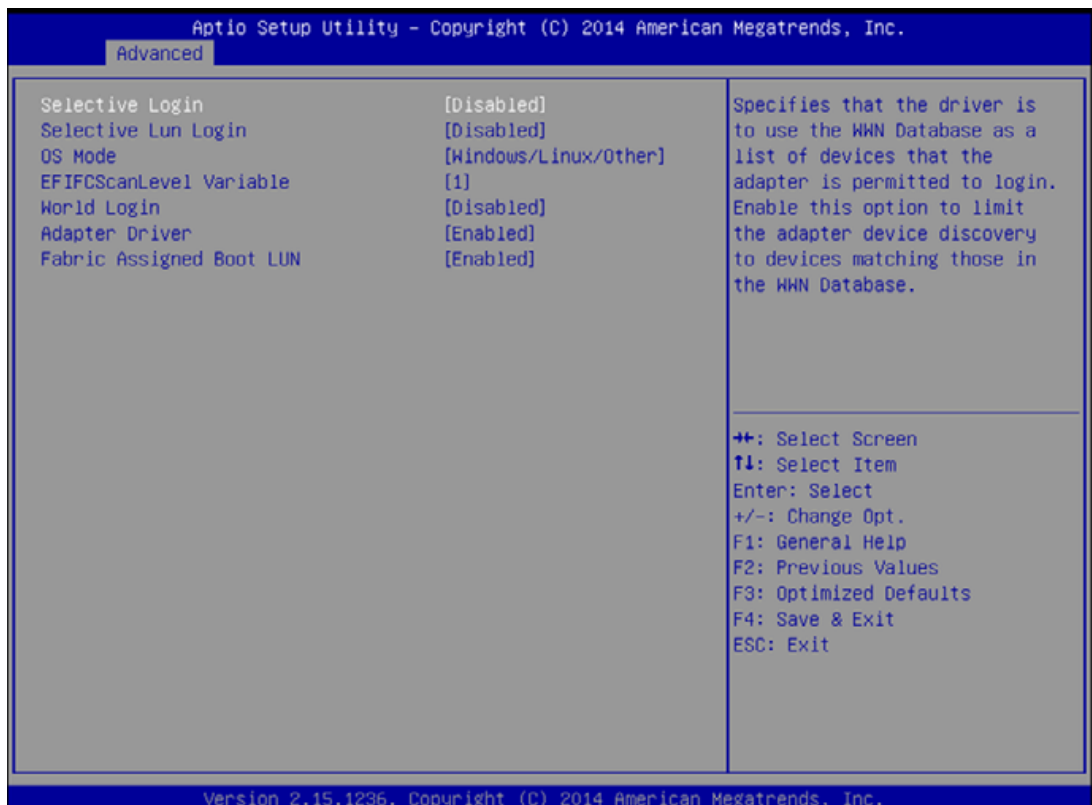 Aptio Setup Utility – Copyright (C) 2014 American Megatrends, Inc.
Advanced
Selective Login [Disabled]
Selective Lun Login [Disabled]
OS Mode [Windows/Linux/Other]
EFIFCScanLevel Variable [1]
World Login [Disabled]
Adapter Driver [Enabled]
Fabric Assigned Boot LUN [Enabled]
Specifies that the driver is
to use the WWN Database as a
list of devices that the
adapter is permitted to login.
Enable this option to limit
the adapter device discovery
to devices matching those in
the WWN Database.
→←: Select Screen
↑↓: Select Item
Enter: Select
+/-: Change Opt.
F1: General Help
F2: Previous Values
F3: Optimized Defaults
F4: Save & Exit
ESC: Exit
Version 2.15.1236. Copyright (C) 2014 American Megatrends, Inc.